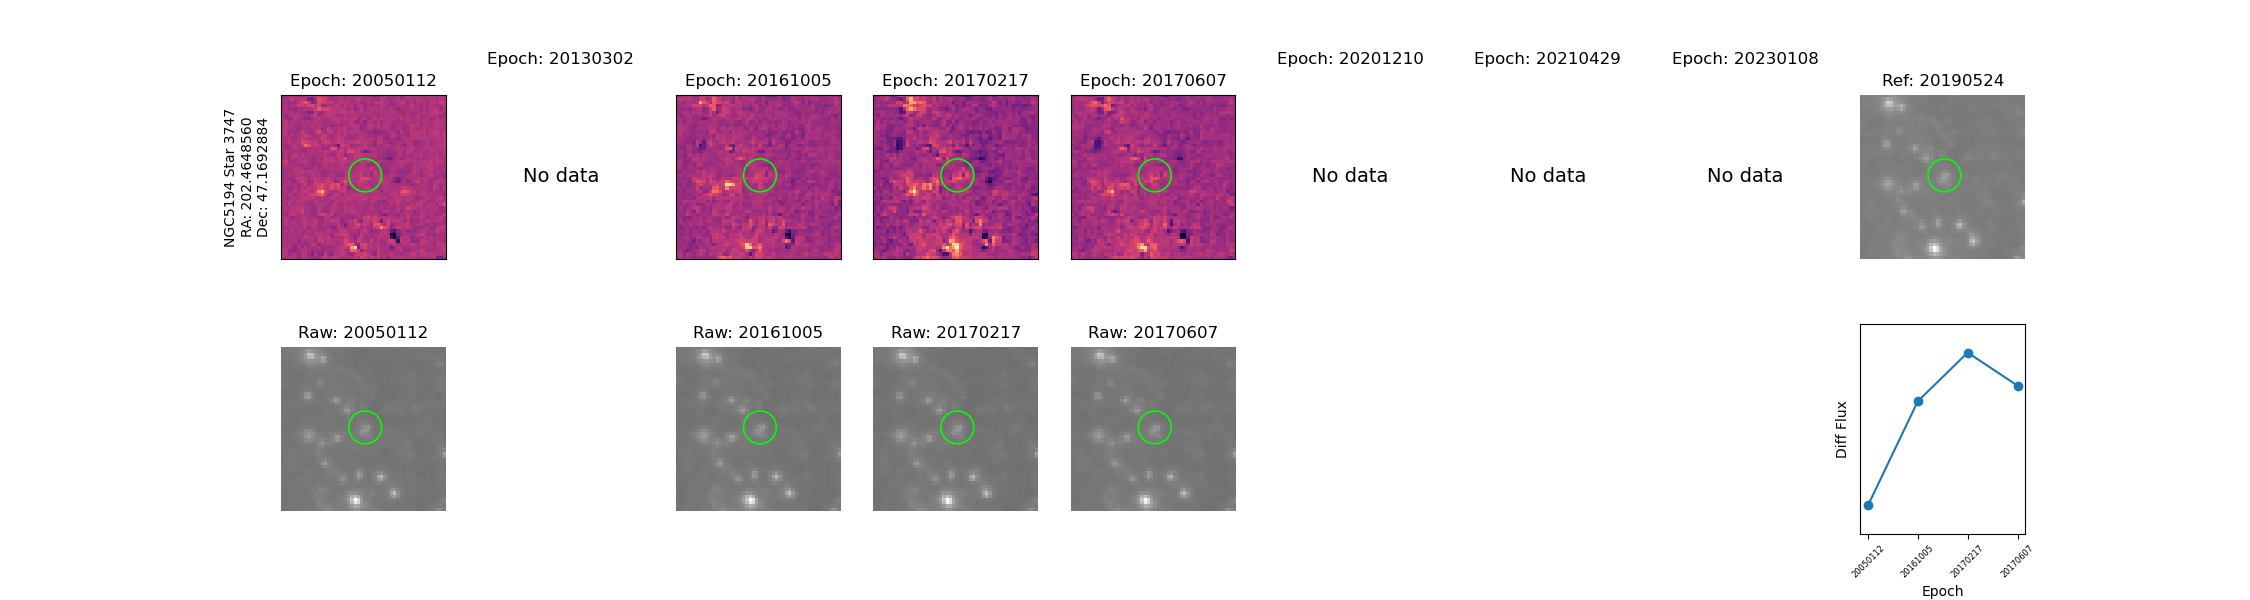 Epoch: 20050112
Epoch: 20130302
Epoch: 20161005
Epoch: 20170217
Epoch: 20170607
Epoch: 20201210
Epoch: 20210429
Epoch: 20230108
Ref: 20190524
NGC5194 Star 3747
RA: 202.4648560
Dec: 47.1692884
No data
No data
No data
No data
Raw: 20050112
Raw: 20161005
Raw: 20170217
Raw: 20170607
Diff Flux
20050112
20161005
20170217
20170607
Epoch